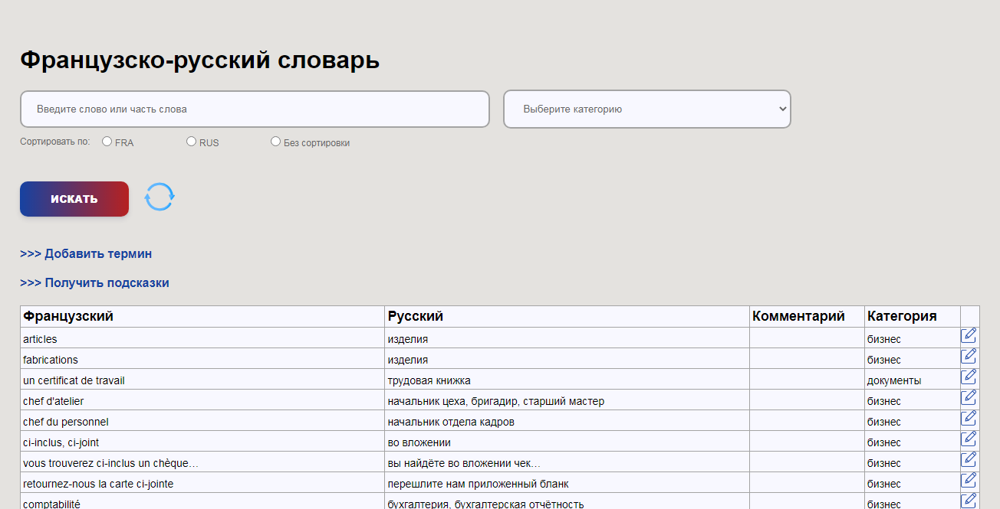 Французско-русский словарь
Введите слово или часть слова Выберите категорию
Сортировать по: FRA RUS Без сортировки
ИСКАТЬ
>>> Добавить термин
>>> Получить подсказки
Французский Русский Комментарий Категория
articles изделия бизнес
fabrications изделия бизнес
un certificat de travail трудовая книжка документы
chef d'atelier начальник цеха, бригадир, старший мастер бизнес
chef du personnel начальник отдела кадров бизнес
ci-inclus, ci-joint во вложении бизнес
vous trouverez ci-inclus un chèque… вы найдёте во вложении чек… бизнес
retournez-nous la carte ci-jointe перешлите нам приложенный бланк бизнес
comptabilité бухгалтерия, бухгалтерская отчётность бизнес